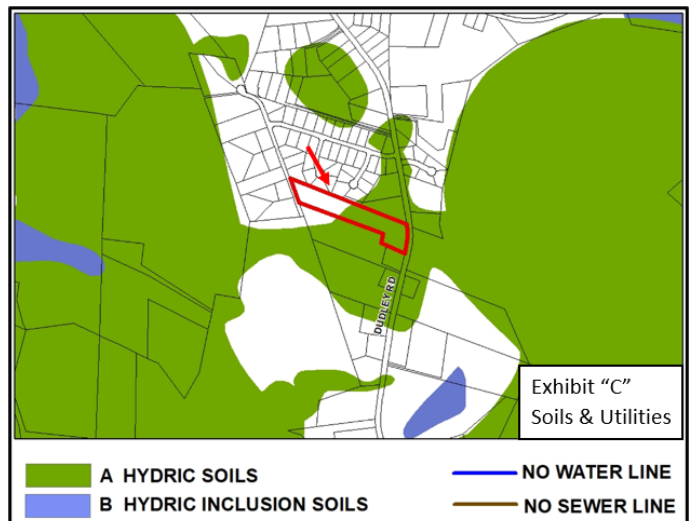 DUDLEY RD
Exhibit "C"
Soils & Utilities
A HYDRIC SOILS
NO WATER LINE
B HYDRIC INCLUSION SOILS
NO SEWER LINE